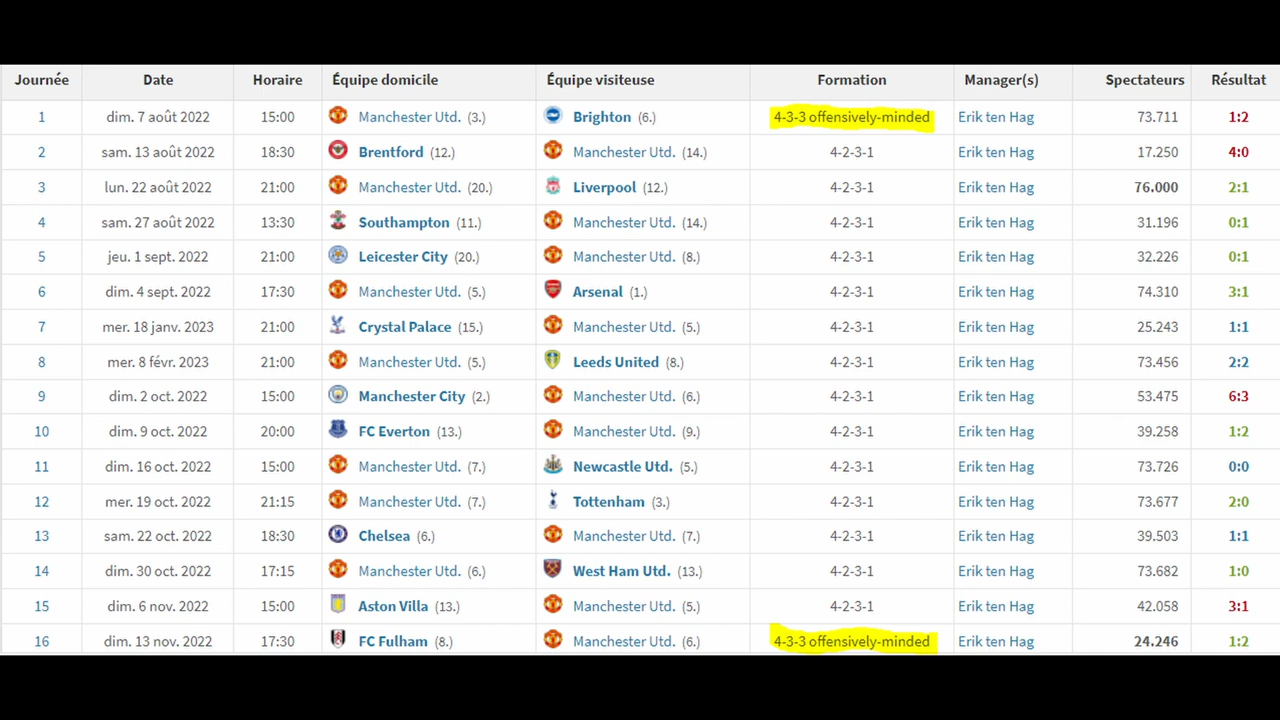 Journée Date Horaire Équipe domicile Équipe visiteuse Formation Manager(s) Spectateurs Résultat
1 dim. 7 août 2022 15:00 Manchester Utd. (3.) Brighton (6.) 4-3-3 offensively-minded Erik ten Hag 73.711 1:2
2 sam. 13 août 2022 18:30 Brentford (12.) Manchester Utd. (14.) 4-2-3-1 Erik ten Hag 17.250 4:0
3 lun. 22 août 2022 21:00 Manchester Utd. (20.) Liverpool (12.) 4-2-3-1 Erik ten Hag 76.000 2:1
4 sam. 27 août 2022 13:30 Southampton (11.) Manchester Utd. (14.) 4-2-3-1 Erik ten Hag 31.196 0:1
5 jeu. 1 sept. 2022 21:00 Leicester City (20.) Manchester Utd. (8.) 4-2-3-1 Erik ten Hag 32.226 0:1
6 dim. 4 sept. 2022 17:30 Manchester Utd. (5.) Arsenal (1.) 4-2-3-1 Erik ten Hag 74.310 3:1
7 mer. 18 janv. 2023 21:00 Crystal Palace (15.) Manchester Utd. (5.) 4-2-3-1 Erik ten Hag 25.243 1:1
8 mer. 8 févr. 2023 21:00 Manchester Utd. (5.) Leeds United (8.) 4-2-3-1 Erik ten Hag 73.456 2:2
9 dim. 2 oct. 2022 15:00 Manchester City (2.) Manchester Utd. (6.) 4-2-3-1 Erik ten Hag 53.475 6:3
10 dim. 9 oct. 2022 20:00 FC Everton (13.) Manchester Utd. (9.) 4-2-3-1 Erik ten Hag 39.258 1:2
11 dim. 16 oct. 2022 15:00 Manchester Utd. (7.) Newcastle Utd. (5.) 4-2-3-1 Erik ten Hag 73.726 0:0
12 mer. 19 oct. 2022 21:15 Manchester Utd. (7.) Tottenham (3.) 4-2-3-1 Erik ten Hag 73.677 2:0
13 sam. 22 oct. 2022 18:30 Chelsea (6.) Manchester Utd. (7.) 4-2-3-1 Erik ten Hag 39.503 1:1
14 dim. 30 oct. 2022 17:15 Manchester Utd. (6.) West Ham Utd. (13.) 4-2-3-1 Erik ten Hag 73.682 1:0
15 dim. 6 nov. 2022 15:00 Aston Villa (13.) Manchester Utd. (5.) 4-2-3-1 Erik ten Hag 42.058 3:1
16 dim. 13 nov. 2022 17:30 FC Fulham (8.) Manchester Utd. (6.) 4-3-3 offensively-minded Erik ten Hag 24.246 1:2